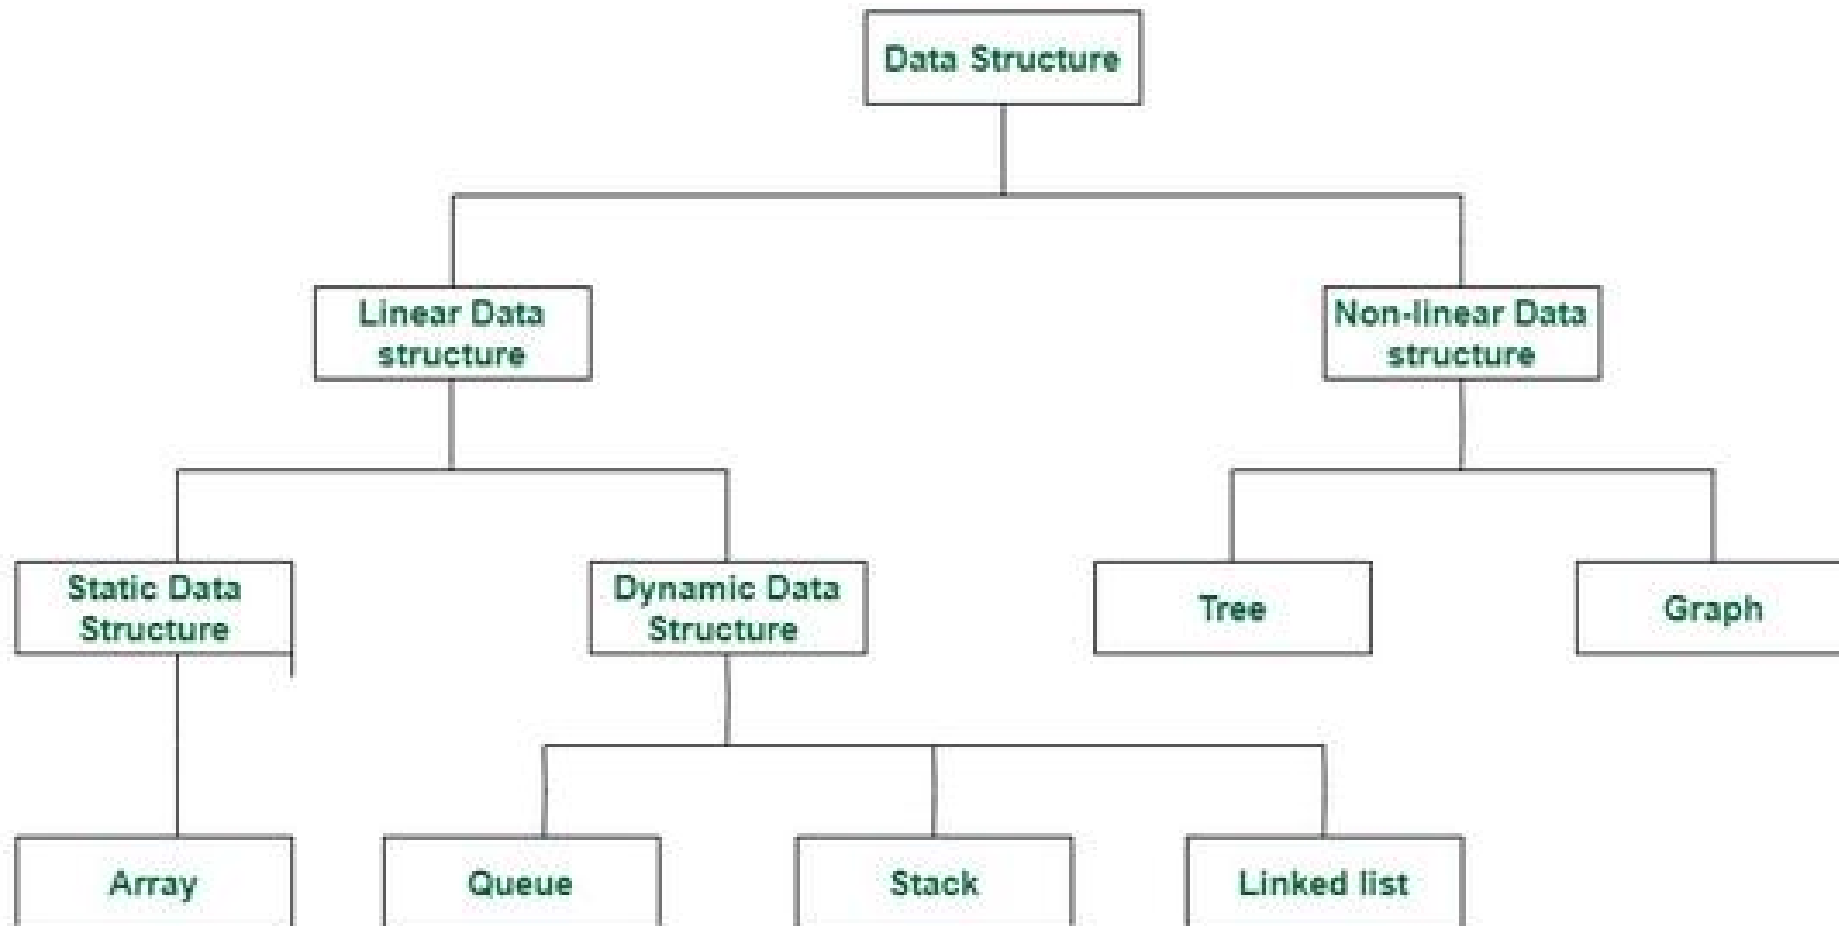 Data Structure
Linear Data
structure
Non-linear Data
structure
Static Data
Structure
Dynamic Data
Structure
Tree
Graph
Array
Queue
Stack
Linked list